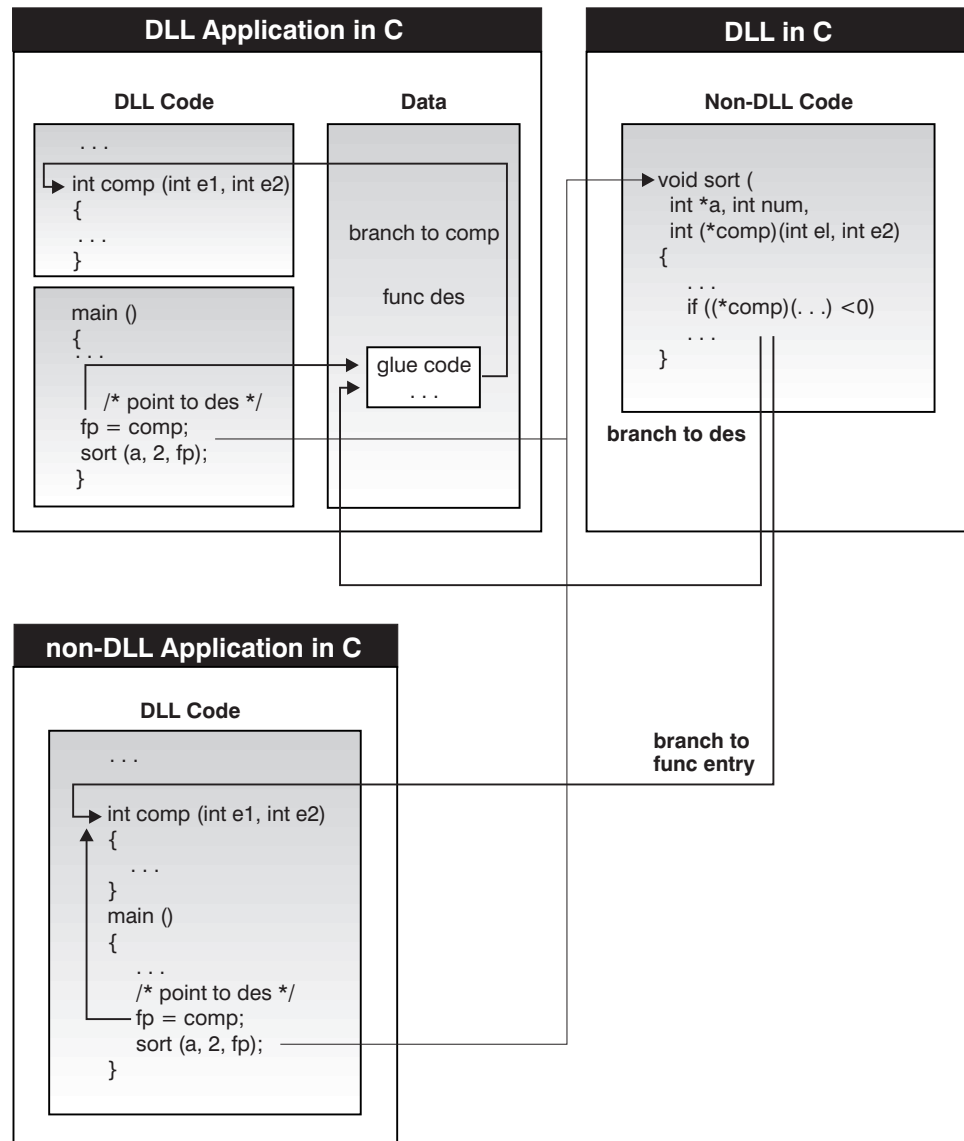 DLL Application in C
DLL Code
. . .
int comp (int e1, int e2)
{
. . .
}
main ()
{
. . .
/* point to des */
fp = comp;
sort (a, 2, fp);
}
Data
branch to comp
func des
glue code
. . .
DLL in C
Non-DLL Code
void sort (
int *a, int num,
int (*comp)(int el, int e2)
{
. . .
if ((*comp)(. . .) <0)
. . .
}
branch to des
non-DLL Application in C
DLL Code
. . .
int comp (int e1, int e2)
{
. . .
}
main ()
{
. . .
/* point to des */
fp = comp;
sort (a, 2, fp);
}
branch to
func entry